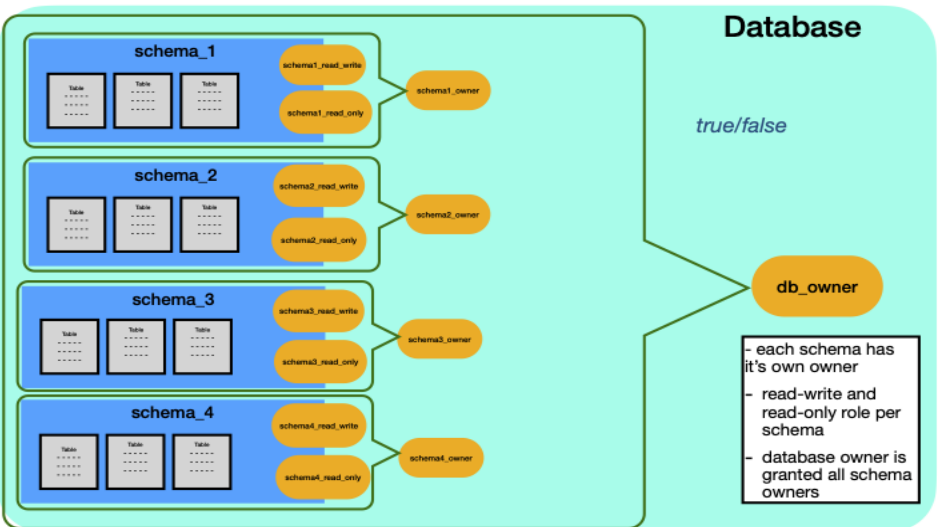 Database
true/false
schema_1
Table
- - - - -
- - - - -
- - - - -
Table
- - - - -
- - - - -
- - - - -
Table
- - - - -
- - - - -
- - - - -
schema1_read_write
schema1_read_only
schema1_owner
schema_2
Table
- - - - -
- - - - -
- - - - -
Table
- - - - -
- - - - -
- - - - -
Table
- - - - -
- - - - -
- - - - -
schema2_read_write
schema2_read_only
schema2_owner
schema_3
Table
- - - - -
- - - - -
- - - - -
Table
- - - - -
- - - - -
- - - - -
Table
- - - - -
- - - - -
- - - - -
schema3_read_write
schema3_read_only
schema3_owner
schema_4
Table
- - - - -
- - - - -
- - - - -
Table
- - - - -
- - - - -
- - - - -
Table
- - - - -
- - - - -
- - - - -
schema4_read_write
schema4_read_only
schema4_owner
db_owner
- each schema has
it's own owner
- read-write and
read-only role per
schema
- database owner is
granted all schema
owners